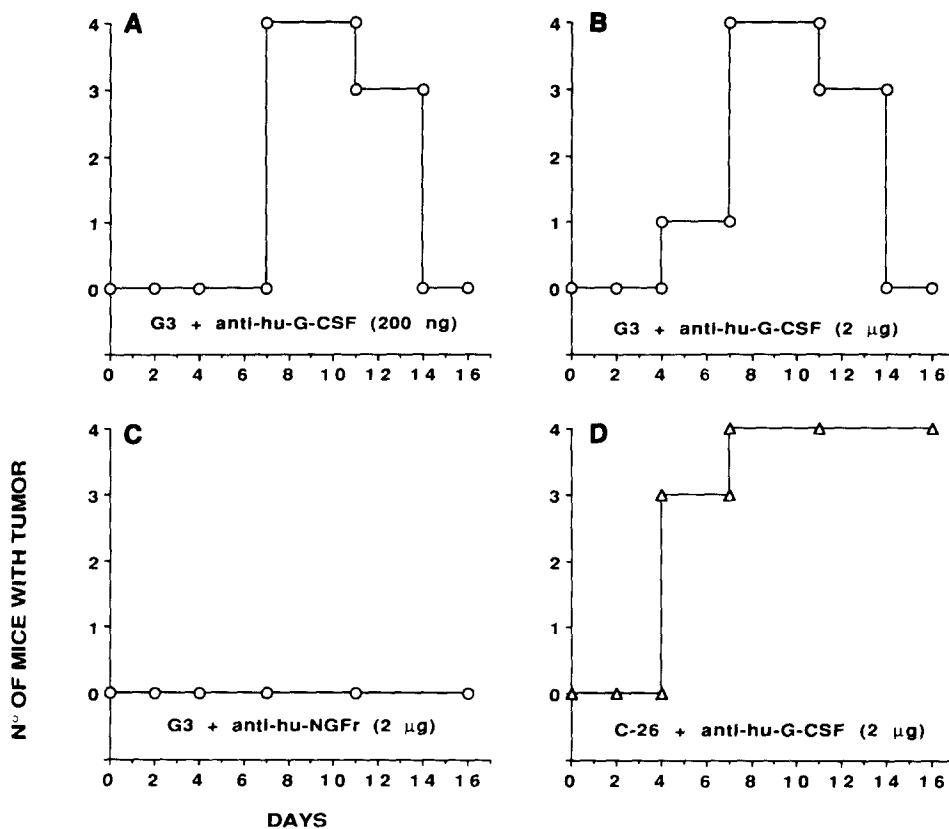 A
4
3
2
1
0
G3 + anti-hu-G-CSF (200 ng)
0 2 4 6 8 10 12 14 16
B
4
3
2
1
0
G3 + anti-hu-G-CSF (2 μg)
0 2 4 6 8 10 12 14 16
C
4
3
2
1
0
G3 + anti-hu-NGFr (2 μg)
0 2 4 6 8 10 12 14 16
D
4
3
2
1
0
C-26 + anti-hu-G-CSF (2 μg)
0 2 4 6 8 10 12 14 16
N° OF MICE WITH TUMOR
DAYS